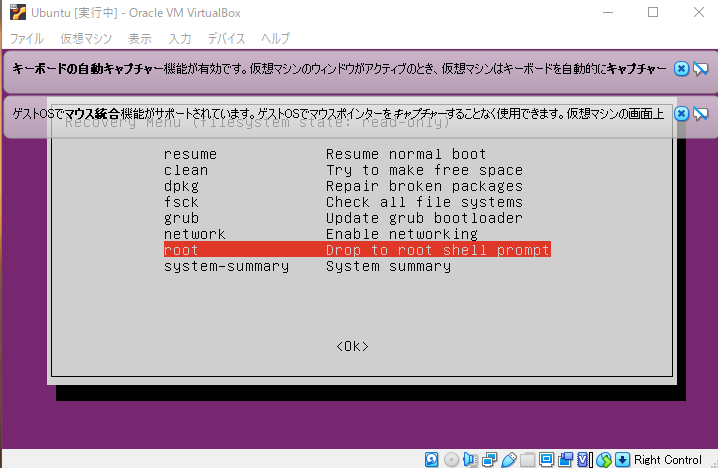 Ubuntu [実行中] - Oracle VM VirtualBox
ファイル 仮想マシン 表示 入力 デバイス ヘルプ
キーボードの自動キャプチャー機能が有効です。仮想マシンのウィンドウがアクティブのとき、仮想マシンはキーボードを自動的にキャプチャー
ゲストOSでマウス統合機能がサポートされています。ゲストOSでマウスポインターをキャプチャーすることなく使用できます。仮想マシンの画面上
Recovery Menu (filesystem state: read-only)
resume Resume normal boot
clean Try to make free space
dpkg Repair broken packages
fsck Check all file systems
grub Update grub bootloader
network Enable networking
root Drop to root shell prompt
system-summary System summary
<Ok>
Right Control